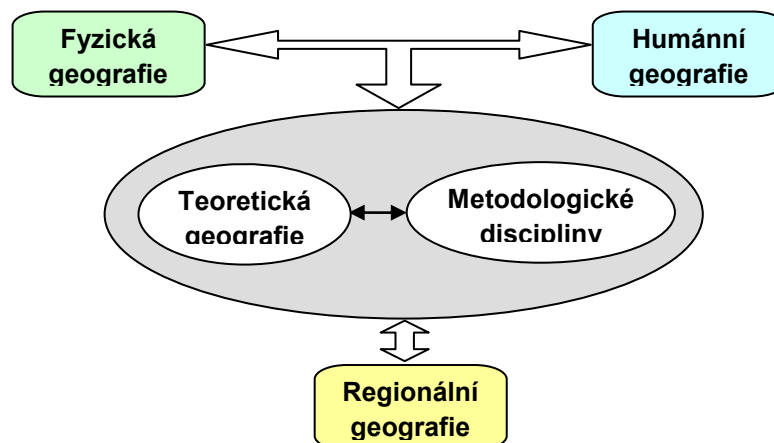 Fyzická
geografie
Humánní
geografie
Teoretická
geografie
Metodologické
disciplíny
Regionální
geografie